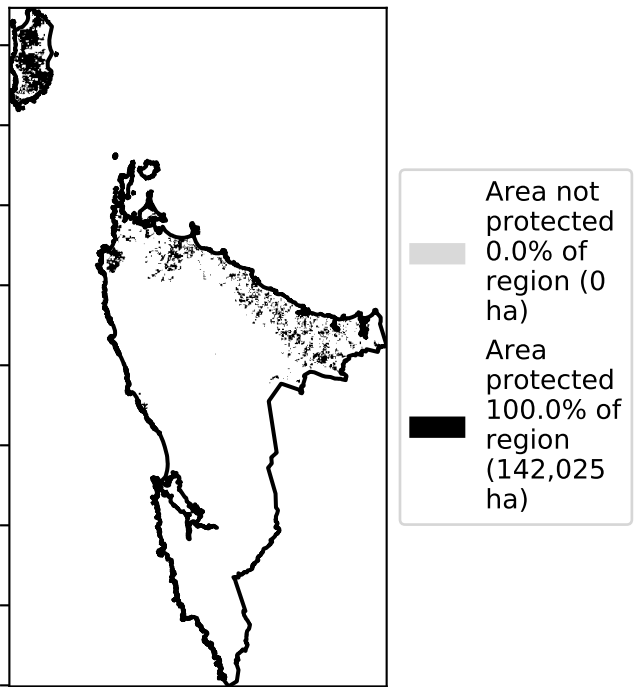 Area not
protected
0.0% of
region (0
ha)
Area
protected
100.0% of
region
(142,025
ha)